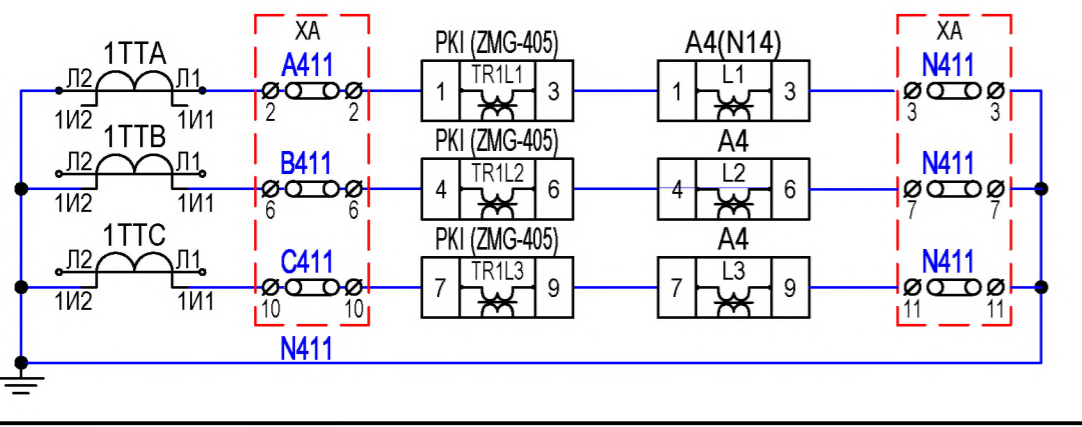 XA
XA
PKI (ZMG-405)
A4(N14)
1TTA
A411
N411
Л2
Л1
1
TR1L1
3
1
L1
3
1И2
1И1
2
2
3
3
1TTB
PKI (ZMG-405)
A4
Л2
Л1
B411
N411
4
TR1L2
6
4
L2
6
1И2
1И1
6
6
7
7
1TTC
PKI (ZMG-405)
A4
Л2
Л1
C411
N411
7
TR1L3
9
7
L3
9
1И2
1И1
10
10
11
11
N411